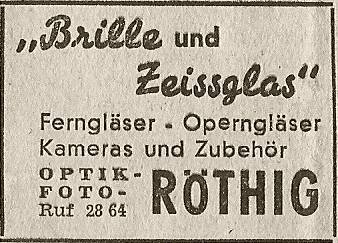 „Brille und
Zeissglas“
Ferngläser - Operngläser
Kameras und Zubehör
OPTIK-
FOTO-
RÖTHIG
Ruf 28 64